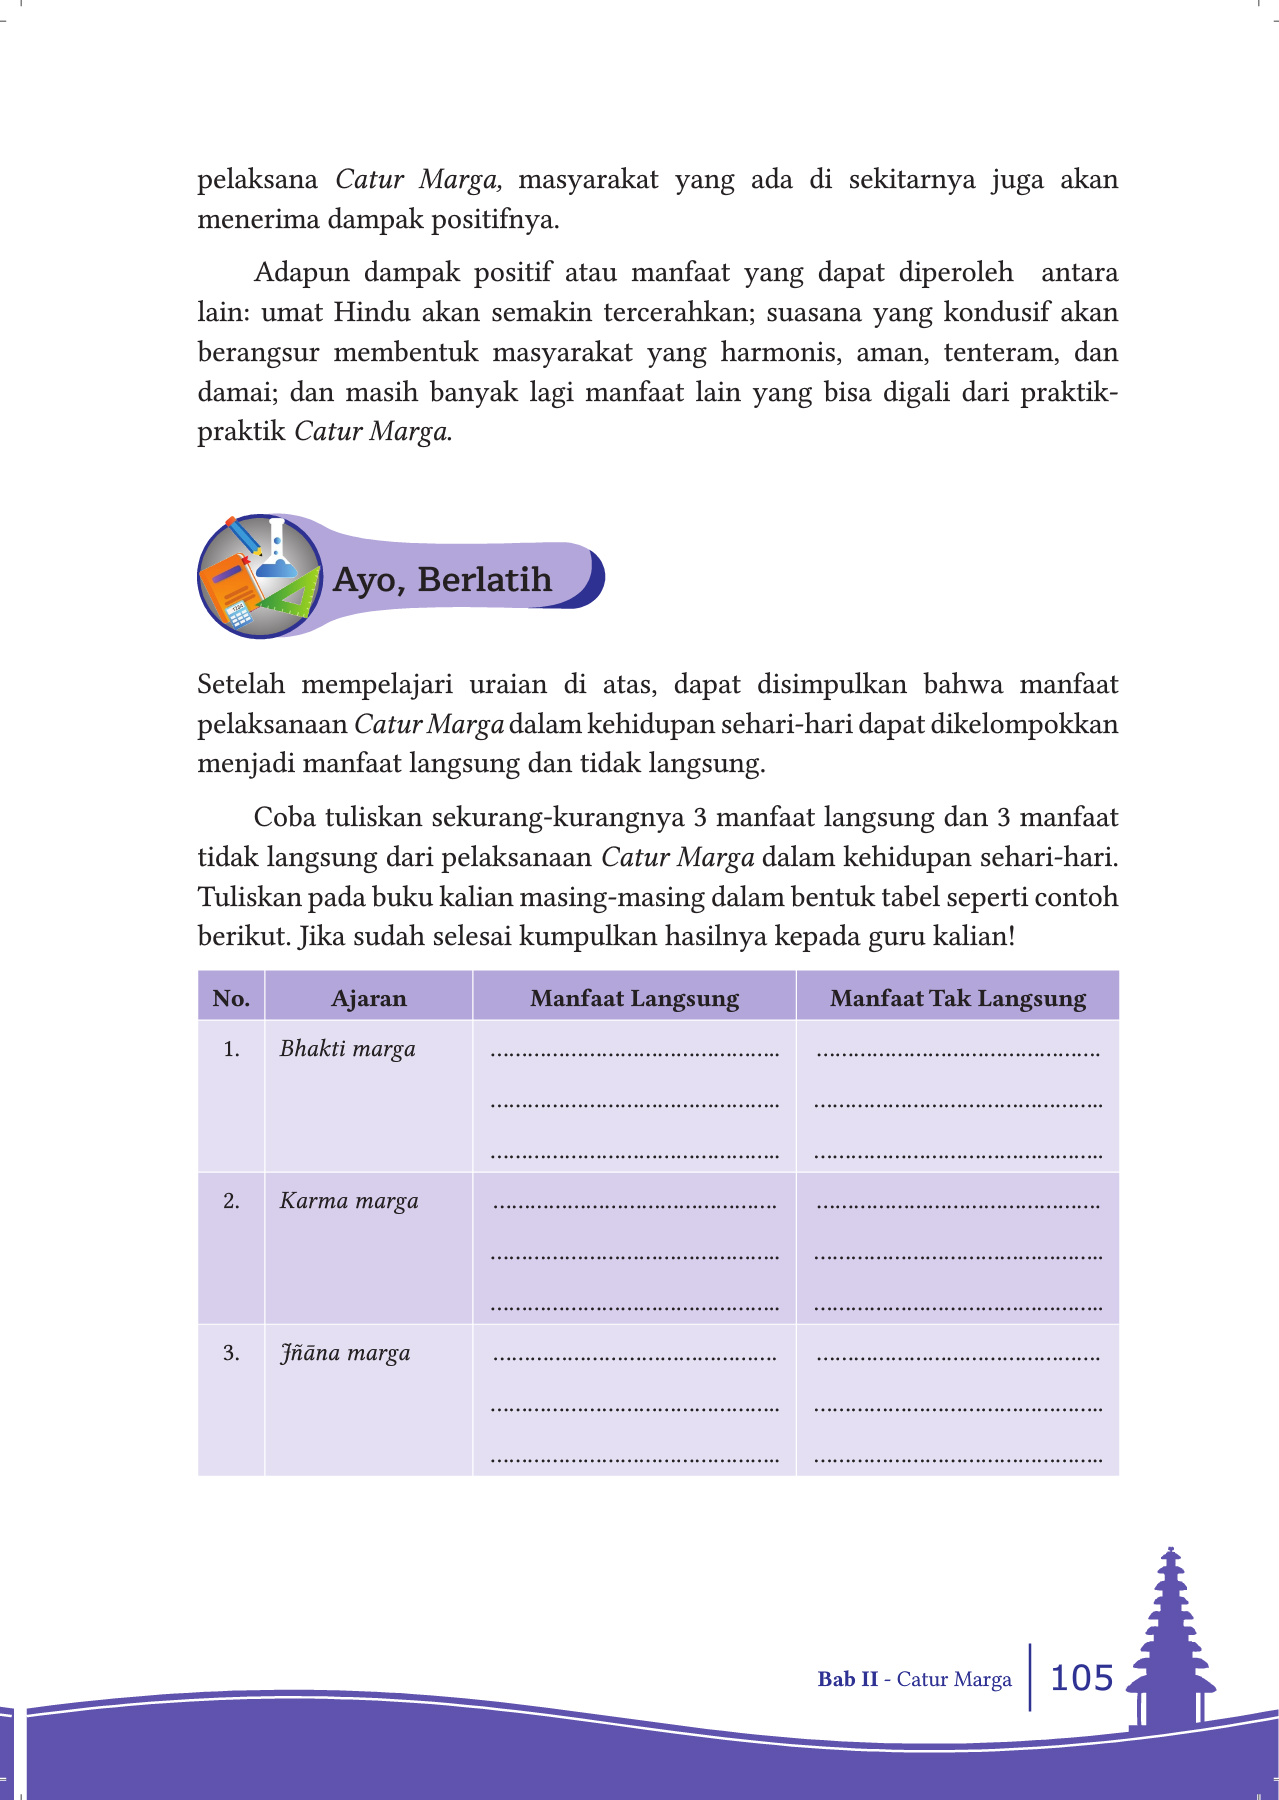 pelaksana Catur Marga, masyarakat yang ada di sekitarnya juga akan
menerima dampak positifnya.
Adapun dampak positif atau manfaat yang dapat diperoleh antara
lain: umat Hindu akan semakin tercerahkan; suasana yang kondusif akan
berangsur membentuk masyarakat yang harmonis, aman, tenteram, dan
damai; dan masih banyak lagi manfaat lain yang bisa digali dari praktik-
praktik Catur Marga.
Ayo, Berlatih
Setelah mempelajari uraian di atas, dapat disimpulkan bahwa manfaat
pelaksanaan Catur Marga dalam kehidupan sehari-hari dapat dikelompokkan
menjadi manfaat langsung dan tidak langsung.
Coba tuliskan sekurang-kurangnya 3 manfaat langsung dan 3 manfaat
tidak langsung dari pelaksanaan Catur Marga dalam kehidupan sehari-hari.
Tuliskan pada buku kalian masing-masing dalam bentuk tabel seperti contoh
berikut. Jika sudah selesai kumpulkan hasilnya kepada guru kalian!
No. Ajaran Manfaat Langsung Manfaat Tak Langsung
1. Bhakti marga ................................................ ................................................
................................................ ................................................
................................................ ................................................
2. Karma marga ................................................ ................................................
................................................ ................................................
................................................ ................................................
3. Jñāna marga ................................................ ................................................
................................................ ................................................
................................................ ................................................
Bab II - Catur Marga 105